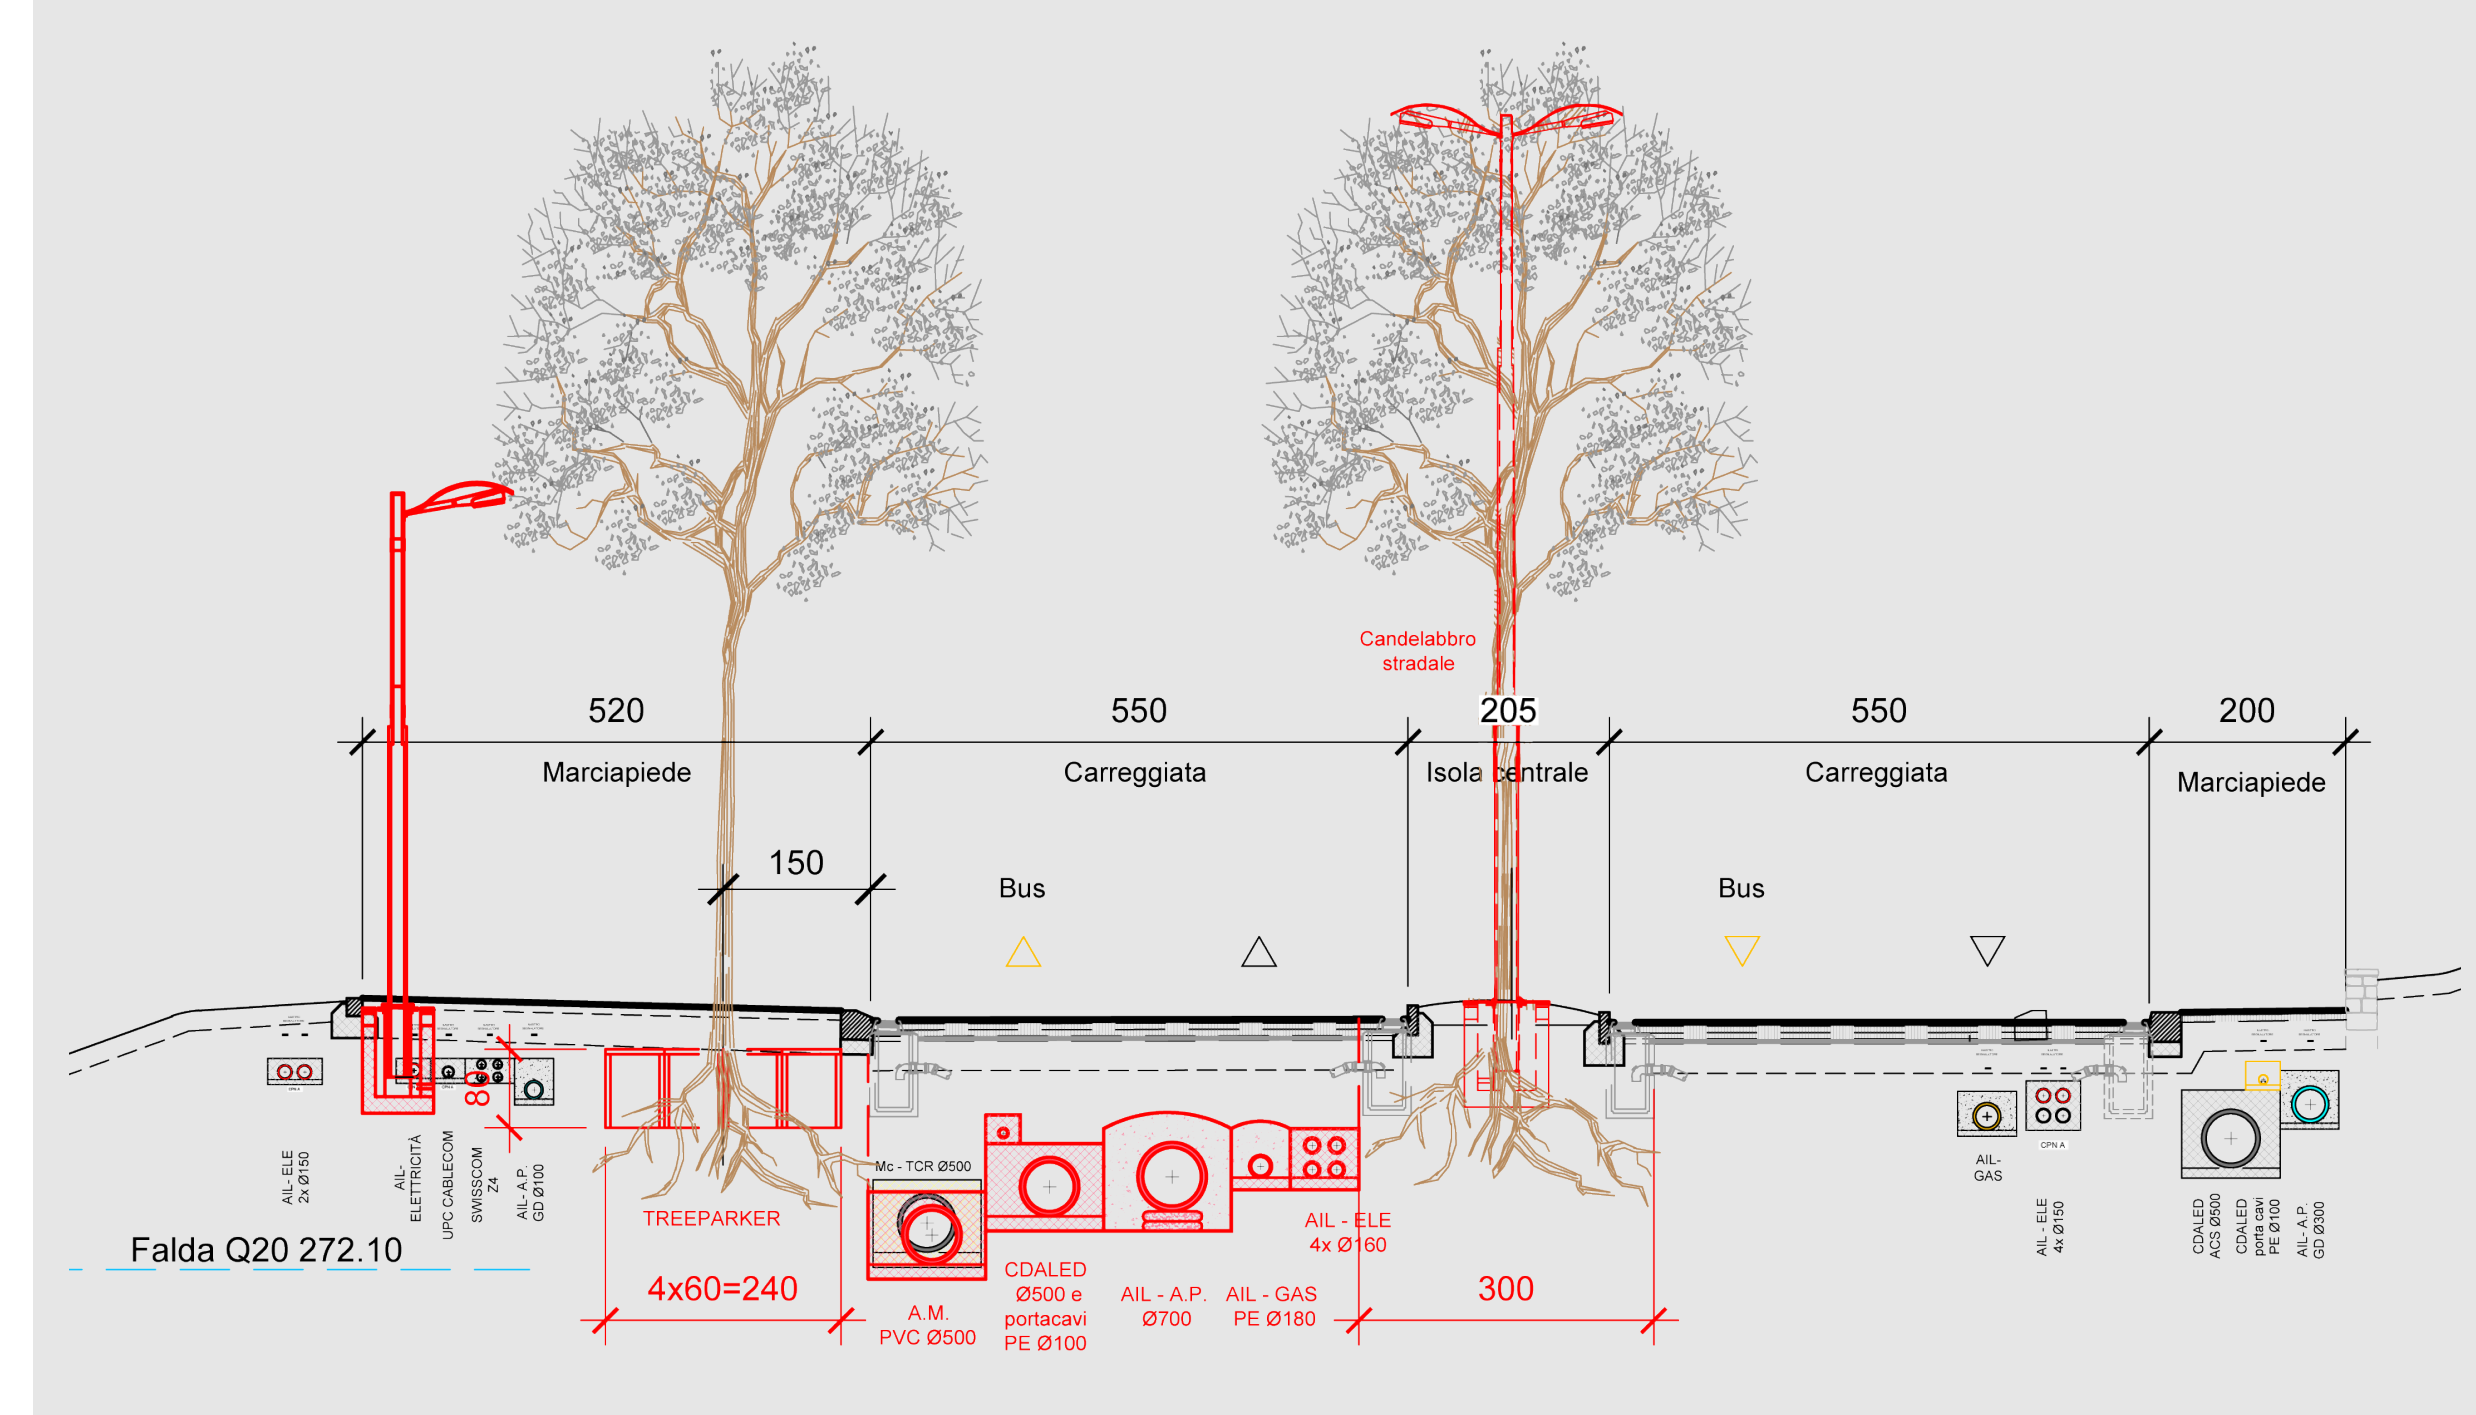 Candelabbro
stradale
520
550
205
550
200
Marciapiede
Carreggiata
Isola centrale
Carreggiata
Marciapiede
150
Bus
Bus
80
AIL- ELE
2x Ø150
AIL-
ELETTRICITÀ
UPC CABLECOM
SWISSCOM
Z4
AIL- A.P.
GD Ø100
Mc - TCR Ø500
TREEPARKER
4x60=240
Falda Q20 272.10
A.M.
PVC Ø500
CDALED
Ø500 e
portacavi
PE Ø100
AIL - A.P.
Ø700
AIL - GAS
PE Ø180
AIL - ELE
4x Ø160
300
AIL-
GAS
CPN A
AIL - ELE
4x Ø150
CDALED
ACS Ø500
CDALED
porta cavi
PE Ø100
AIL- A.P.
GD Ø300